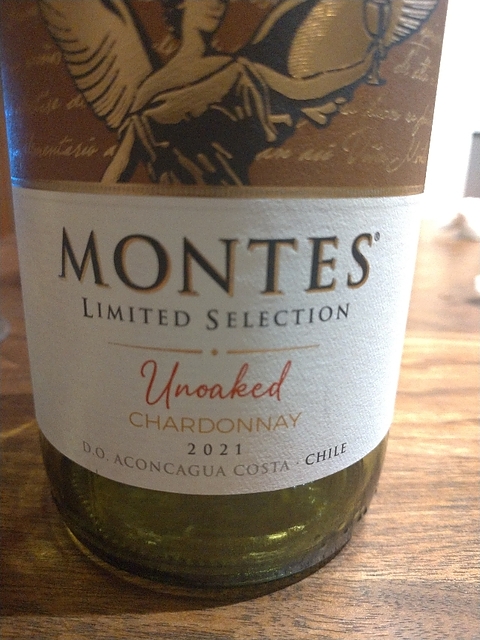 MONTES®
LIMITED SELECTION
Unoaked
CHARDONNAY
2021
D.O. ACONCAGUA COSTA · CHILE